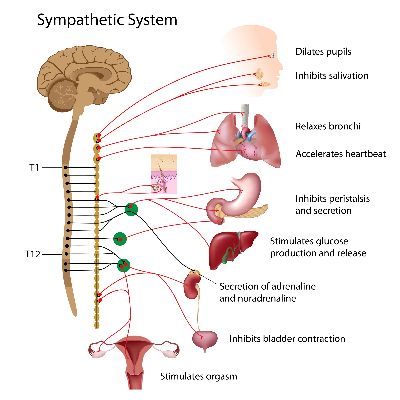 Sympathetic System
Dilates pupils
Inhibits salivation
Relaxes bronchi
Accelerates heartbeat
T1
Inhibits peristalsis
and secretion
Stimulates glucose
production and release
T12
Secretion of adrenaline
and noradrenaline
Inhibits bladder contraction
Stimulates orgasm